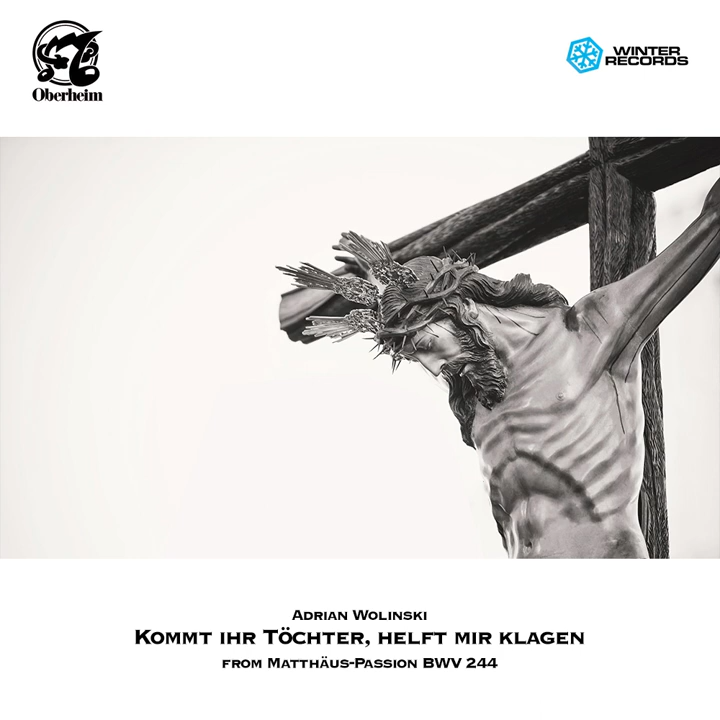 Oberheim
WINTER
RECORDS
Adrian Wolinski
Kommt ihr Töchter, helft mir klagen
from Matthäus-Passion BWV 244